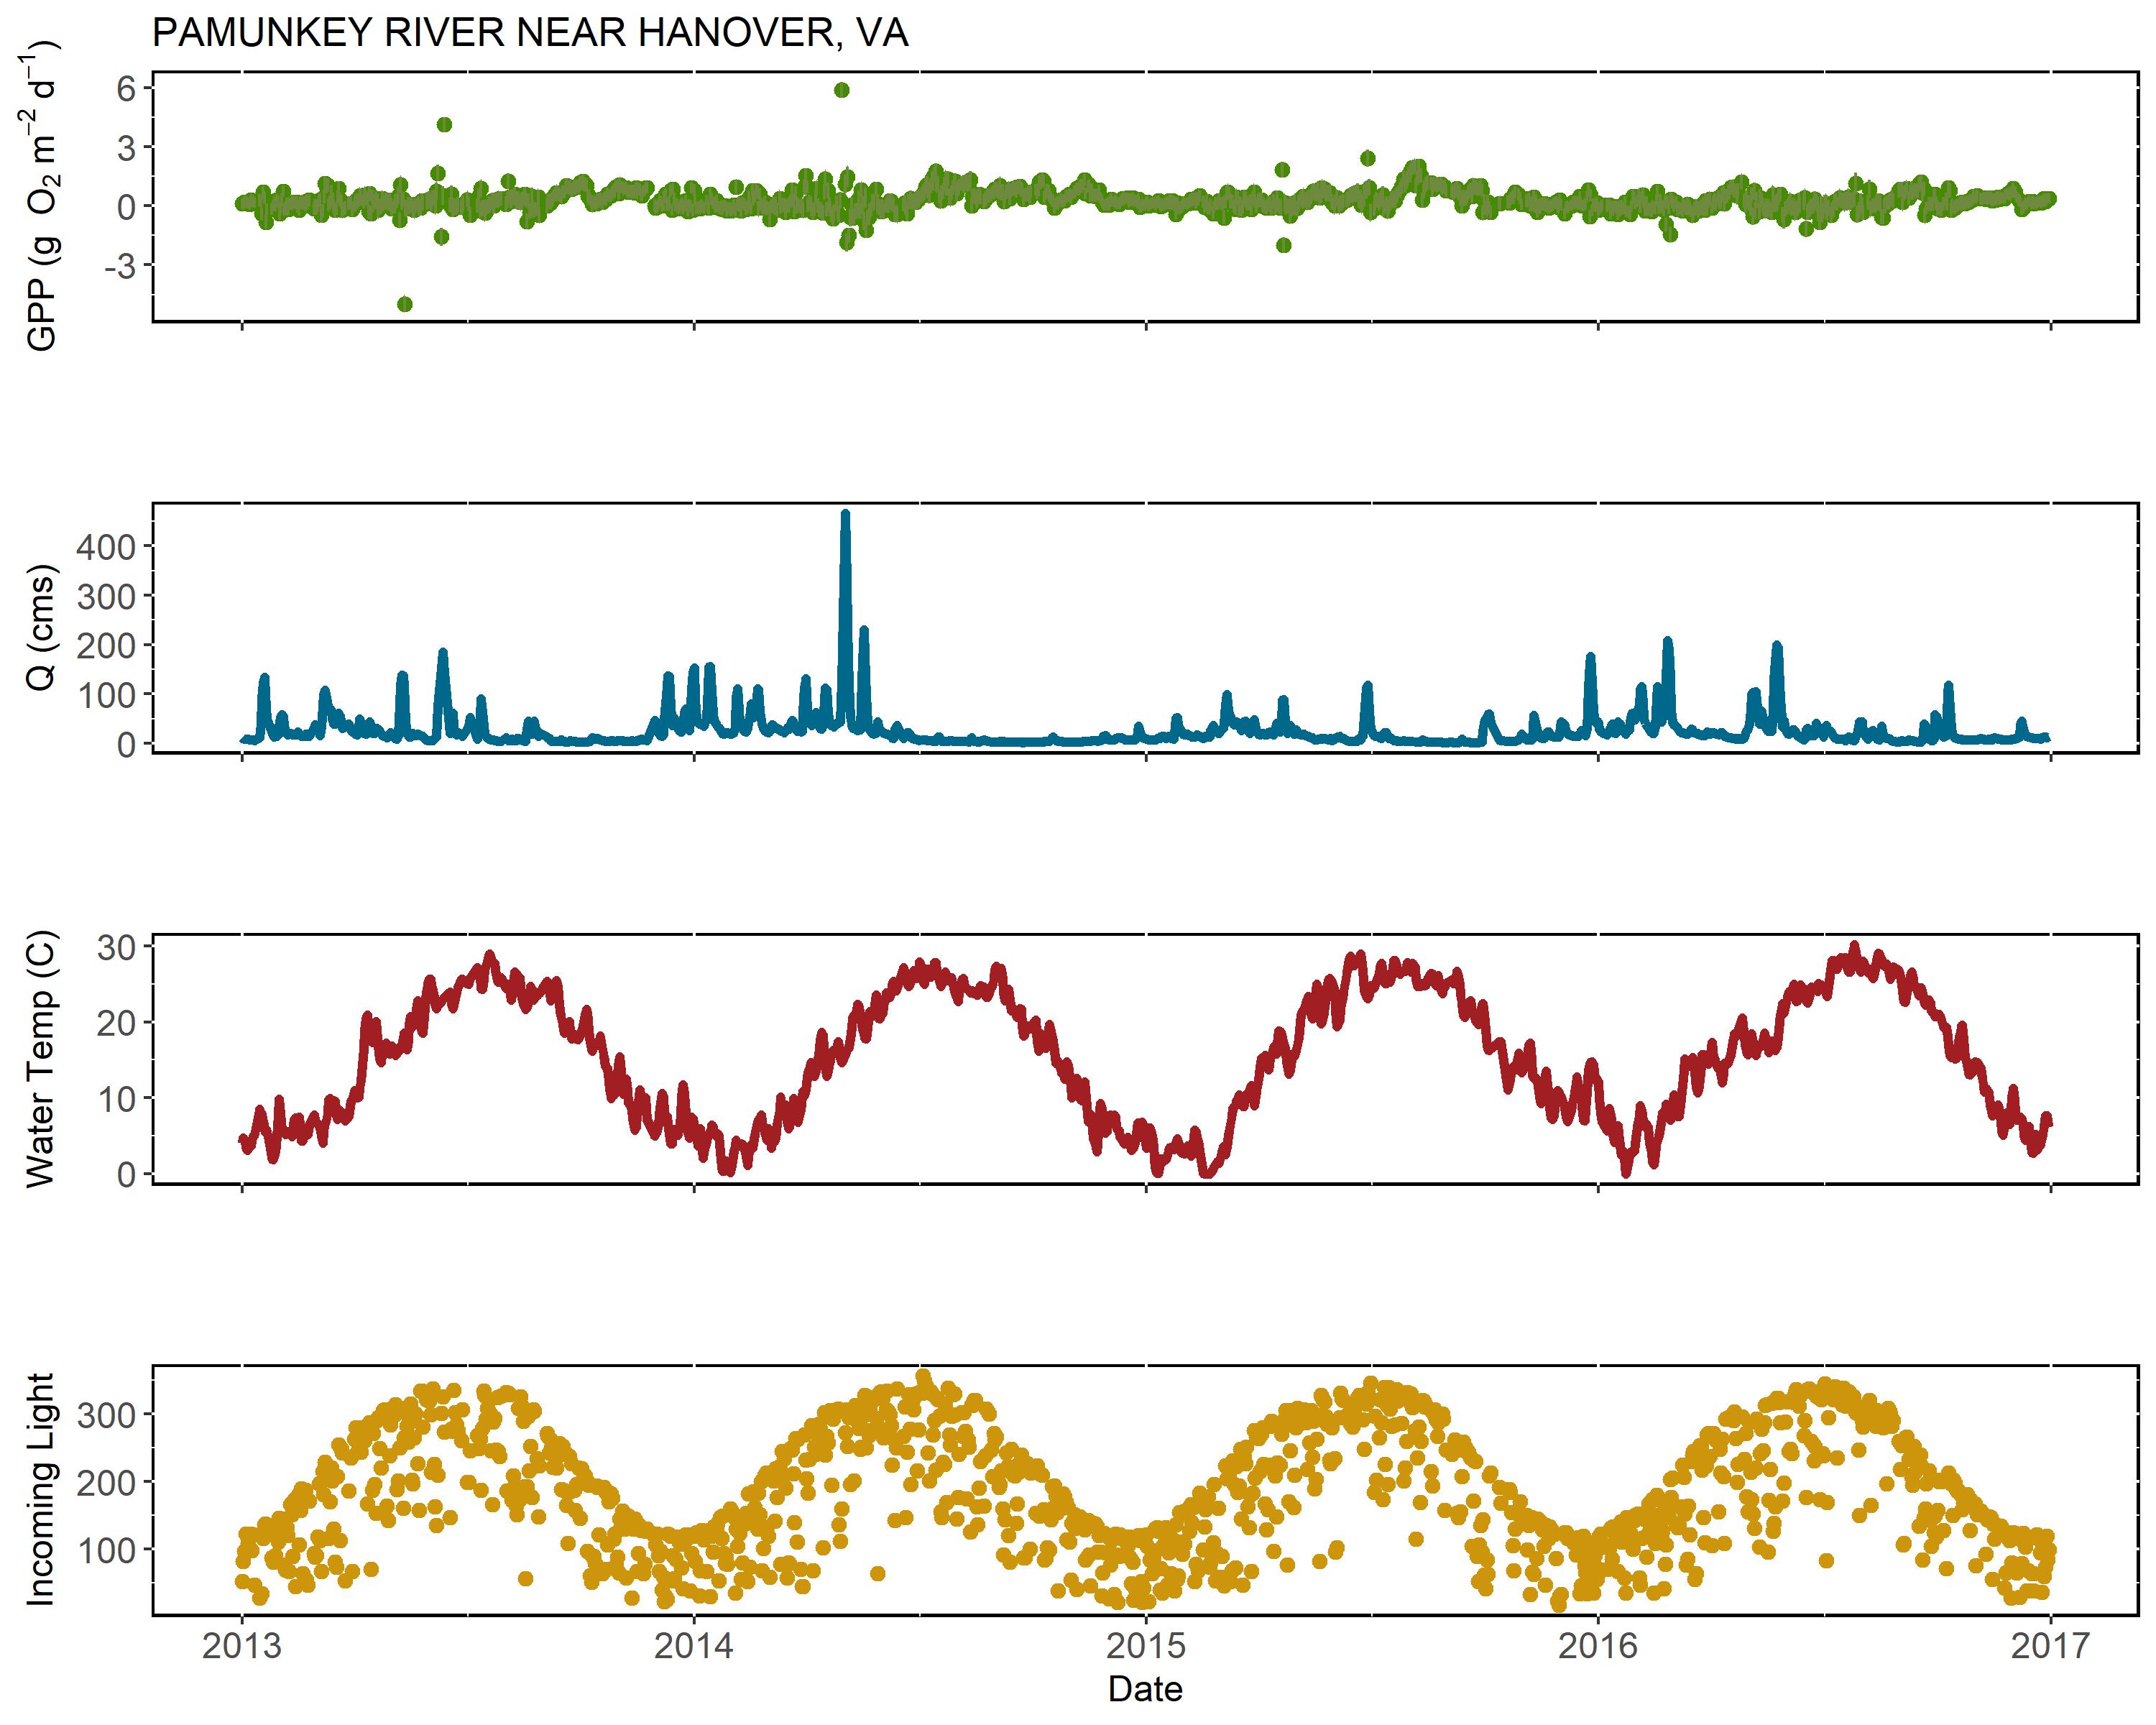 PAMUNKEY RIVER NEAR HANOVER, VA
GPP (g O₂ m⁻² d⁻¹)
6
3
0
-3
Q (cms)
400
300
200
100
0
Water Temp (C)
30
20
10
0
Incoming Light
300
200
100
2013 2014 2015 2016 2017
Date